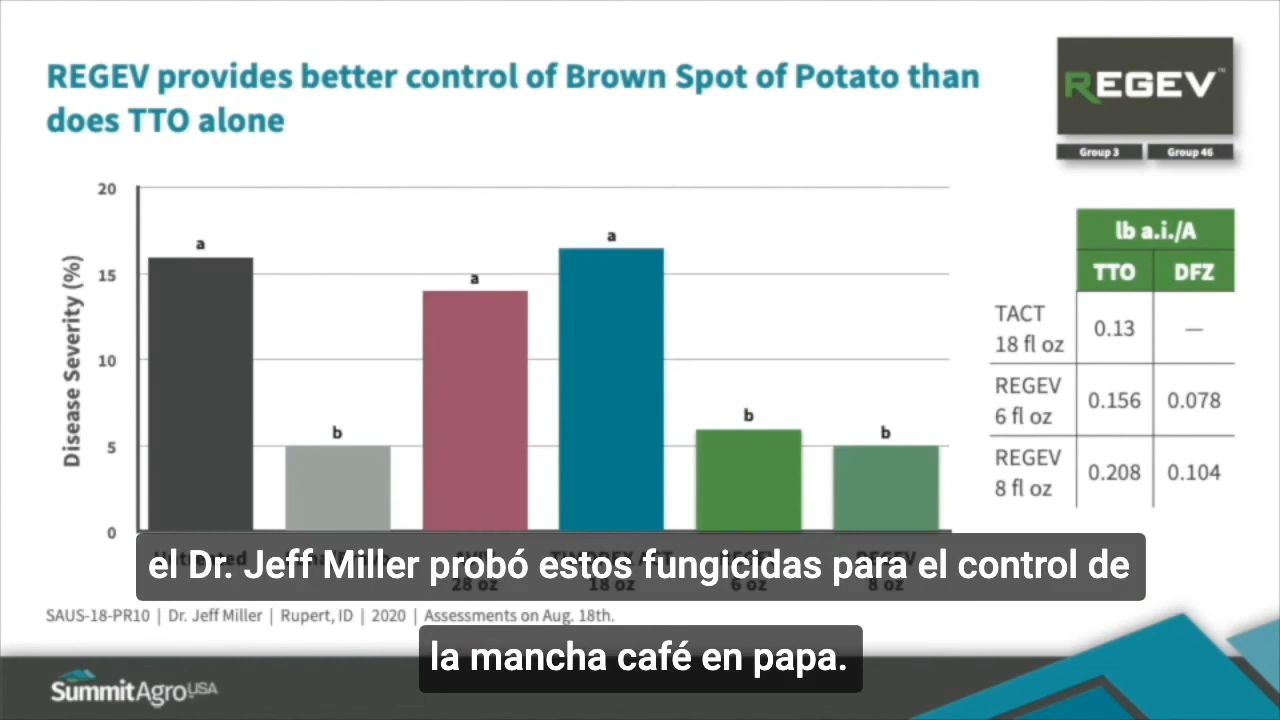 REGEV provides better control of Brown Spot of Potato than
does TTO alone
REGEV™
Group 3
Group 46
Disease Severity (%)
20
15
10
5
0
a
b
a
a
b
b
Untreated
28 oz
18 oz
6 oz
8 oz
lb a.i./A
TTO DFZ
TACT
18 fl oz
0.13 —
REGEV
6 fl oz
0.156 0.078
REGEV
8 fl oz
0.208 0.104
el Dr. Jeff Miller probó estos fungicidas para el control de
SAUS-18-PR10 | Dr. Jeff Miller | Rupert, ID | 2020 | Assessments on Aug. 18th.
la mancha café en papa.
SummitAgro USA